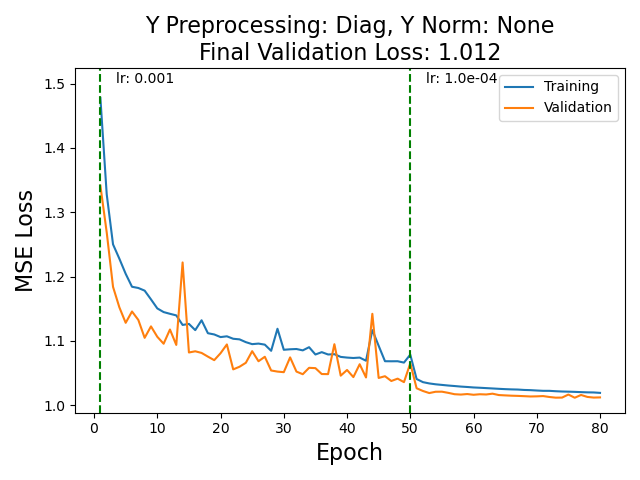 Y Preprocessing: Diag, Y Norm: None
Final Validation Loss: 1.012
lr: 0.001
lr: 1.0e-04
Training
Validation
MSE Loss
1.5
1.4
1.3
1.2
1.1
1.0
0 10 20 30 40 50 60 70 80
Epoch